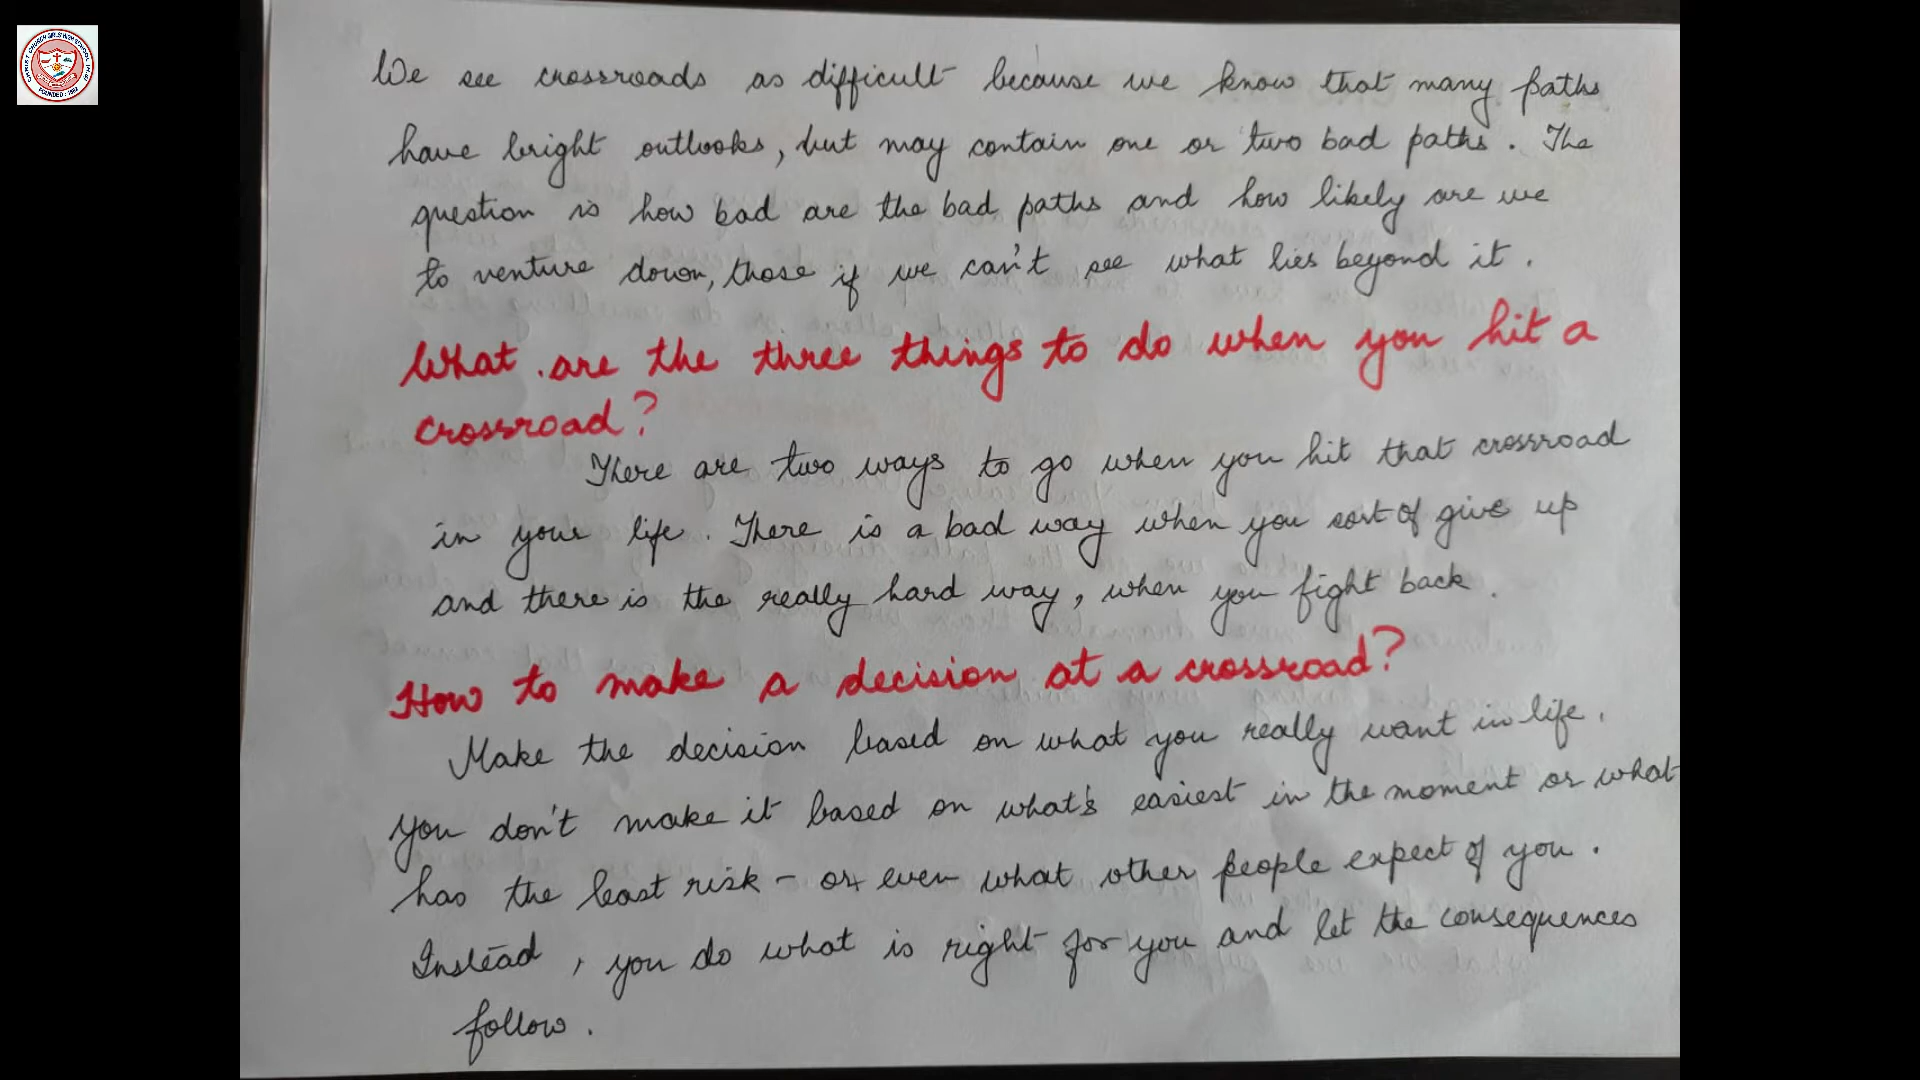 We see crossroads as difficult because we know that many paths
have bright outlooks, but may contain one or two bad paths. The
question is how bad are the bad paths and how likely are we
to venture down, those if we can't see what lies beyond it.
What are the three things to do when you hit a
crossroad?
There are two ways to go when you hit that crossroad
in your life. There is a bad way when you sort of give up
and there is the really hard way, when you fight back.
How to make a decision at a crossroad?
Make the decision based on what you really want in life.
You don't make it based on what's easiest in the moment or what
has the least risk - or even what other people expect of you.
Instead, you do what is right for you and let the consequences
follow.